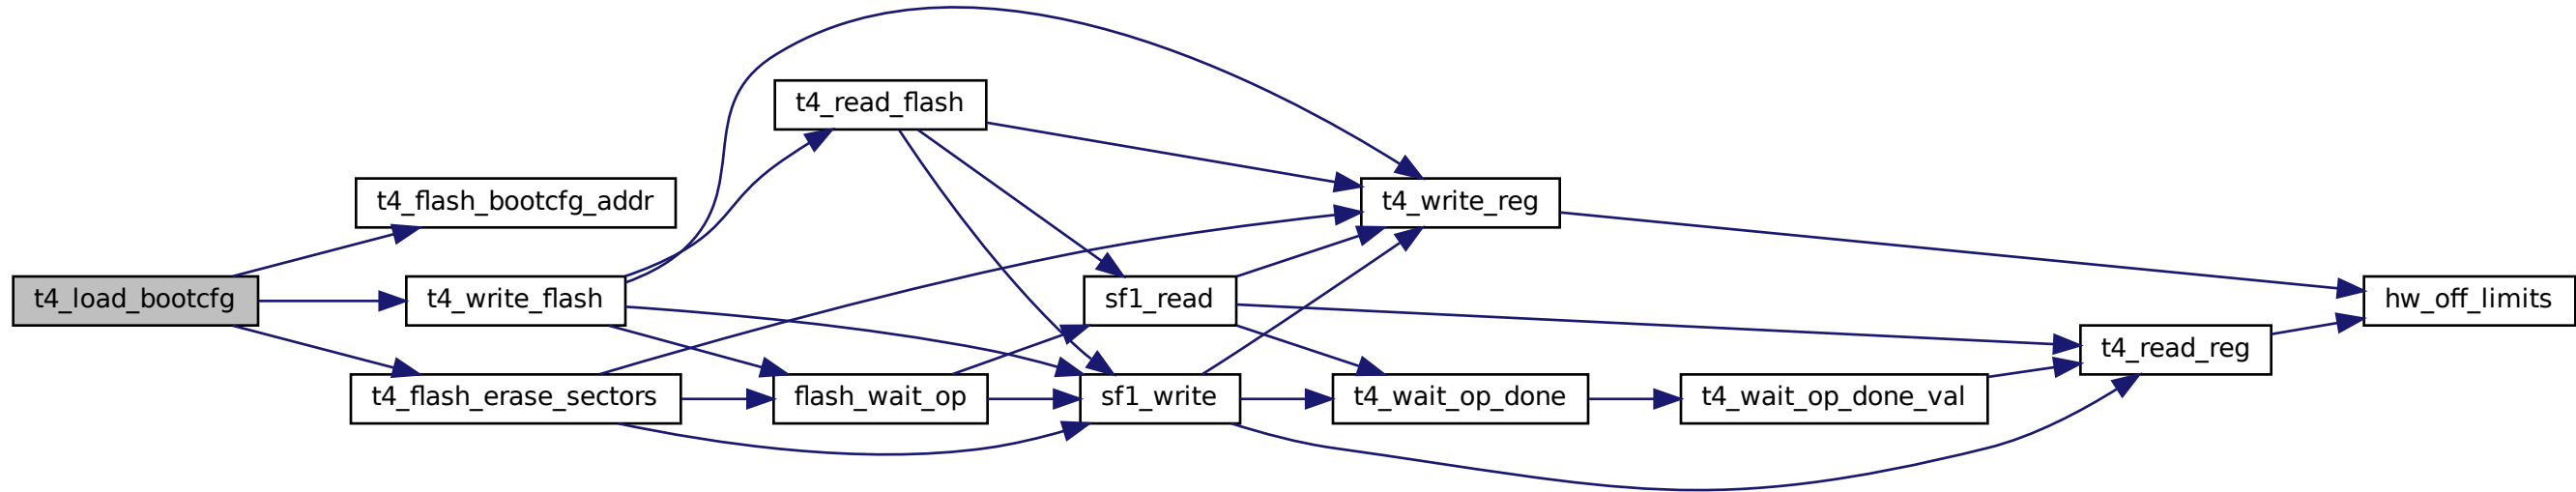 t4_load_bootcfg
t4_flash_bootcfg_addr
t4_write_flash
t4_flash_erase_sectors
t4_read_flash
flash_wait_op
sf1_read
sf1_write
t4_write_reg
t4_wait_op_done
t4_wait_op_done_val
t4_read_reg
hw_off_limits